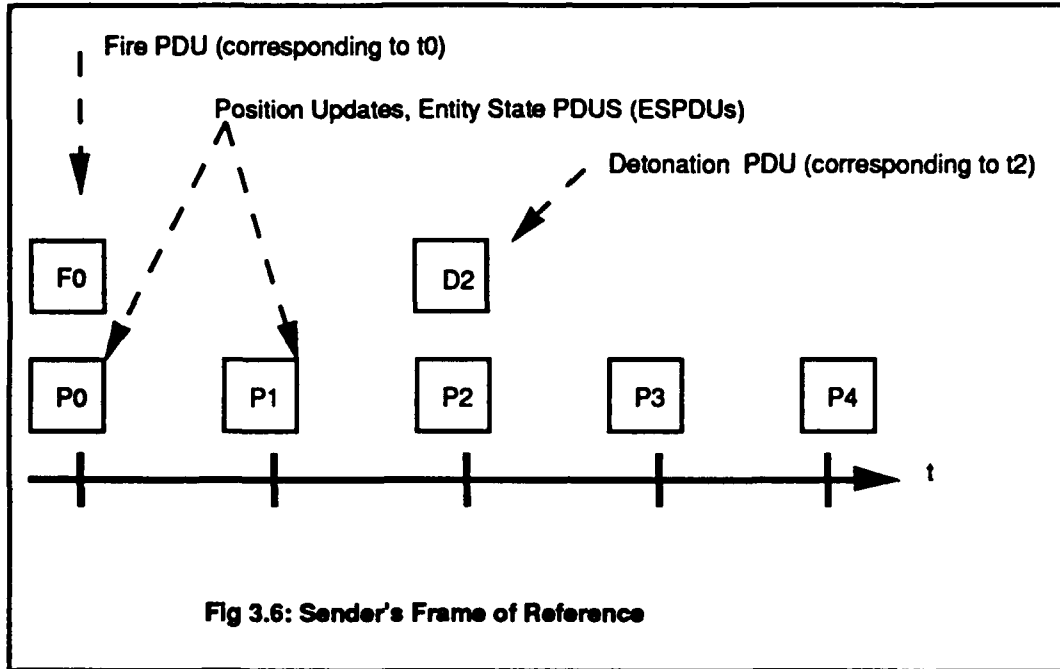 Fire PDU (corresponding to t0)
Position Updates, Entity State PDUS (ESPDUs)
Detonation PDU (corresponding to t2)
F0
D2
P0
P1
P2
P3
P4
t
Fig 3.6: Sender's Frame of Reference